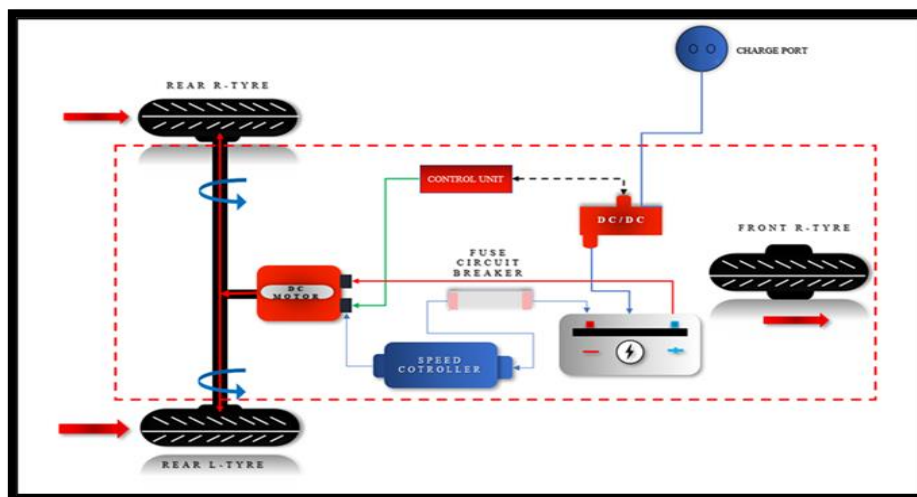 CHARGE PORT
REAR R-TYRE
CONTROL UNIT
DC/DC
FRONT R-TYRE
FUSE
CIRCUIT
BREAKER
DC
MOTOR
SPEED
COTROLLER
REAR L-TYRE